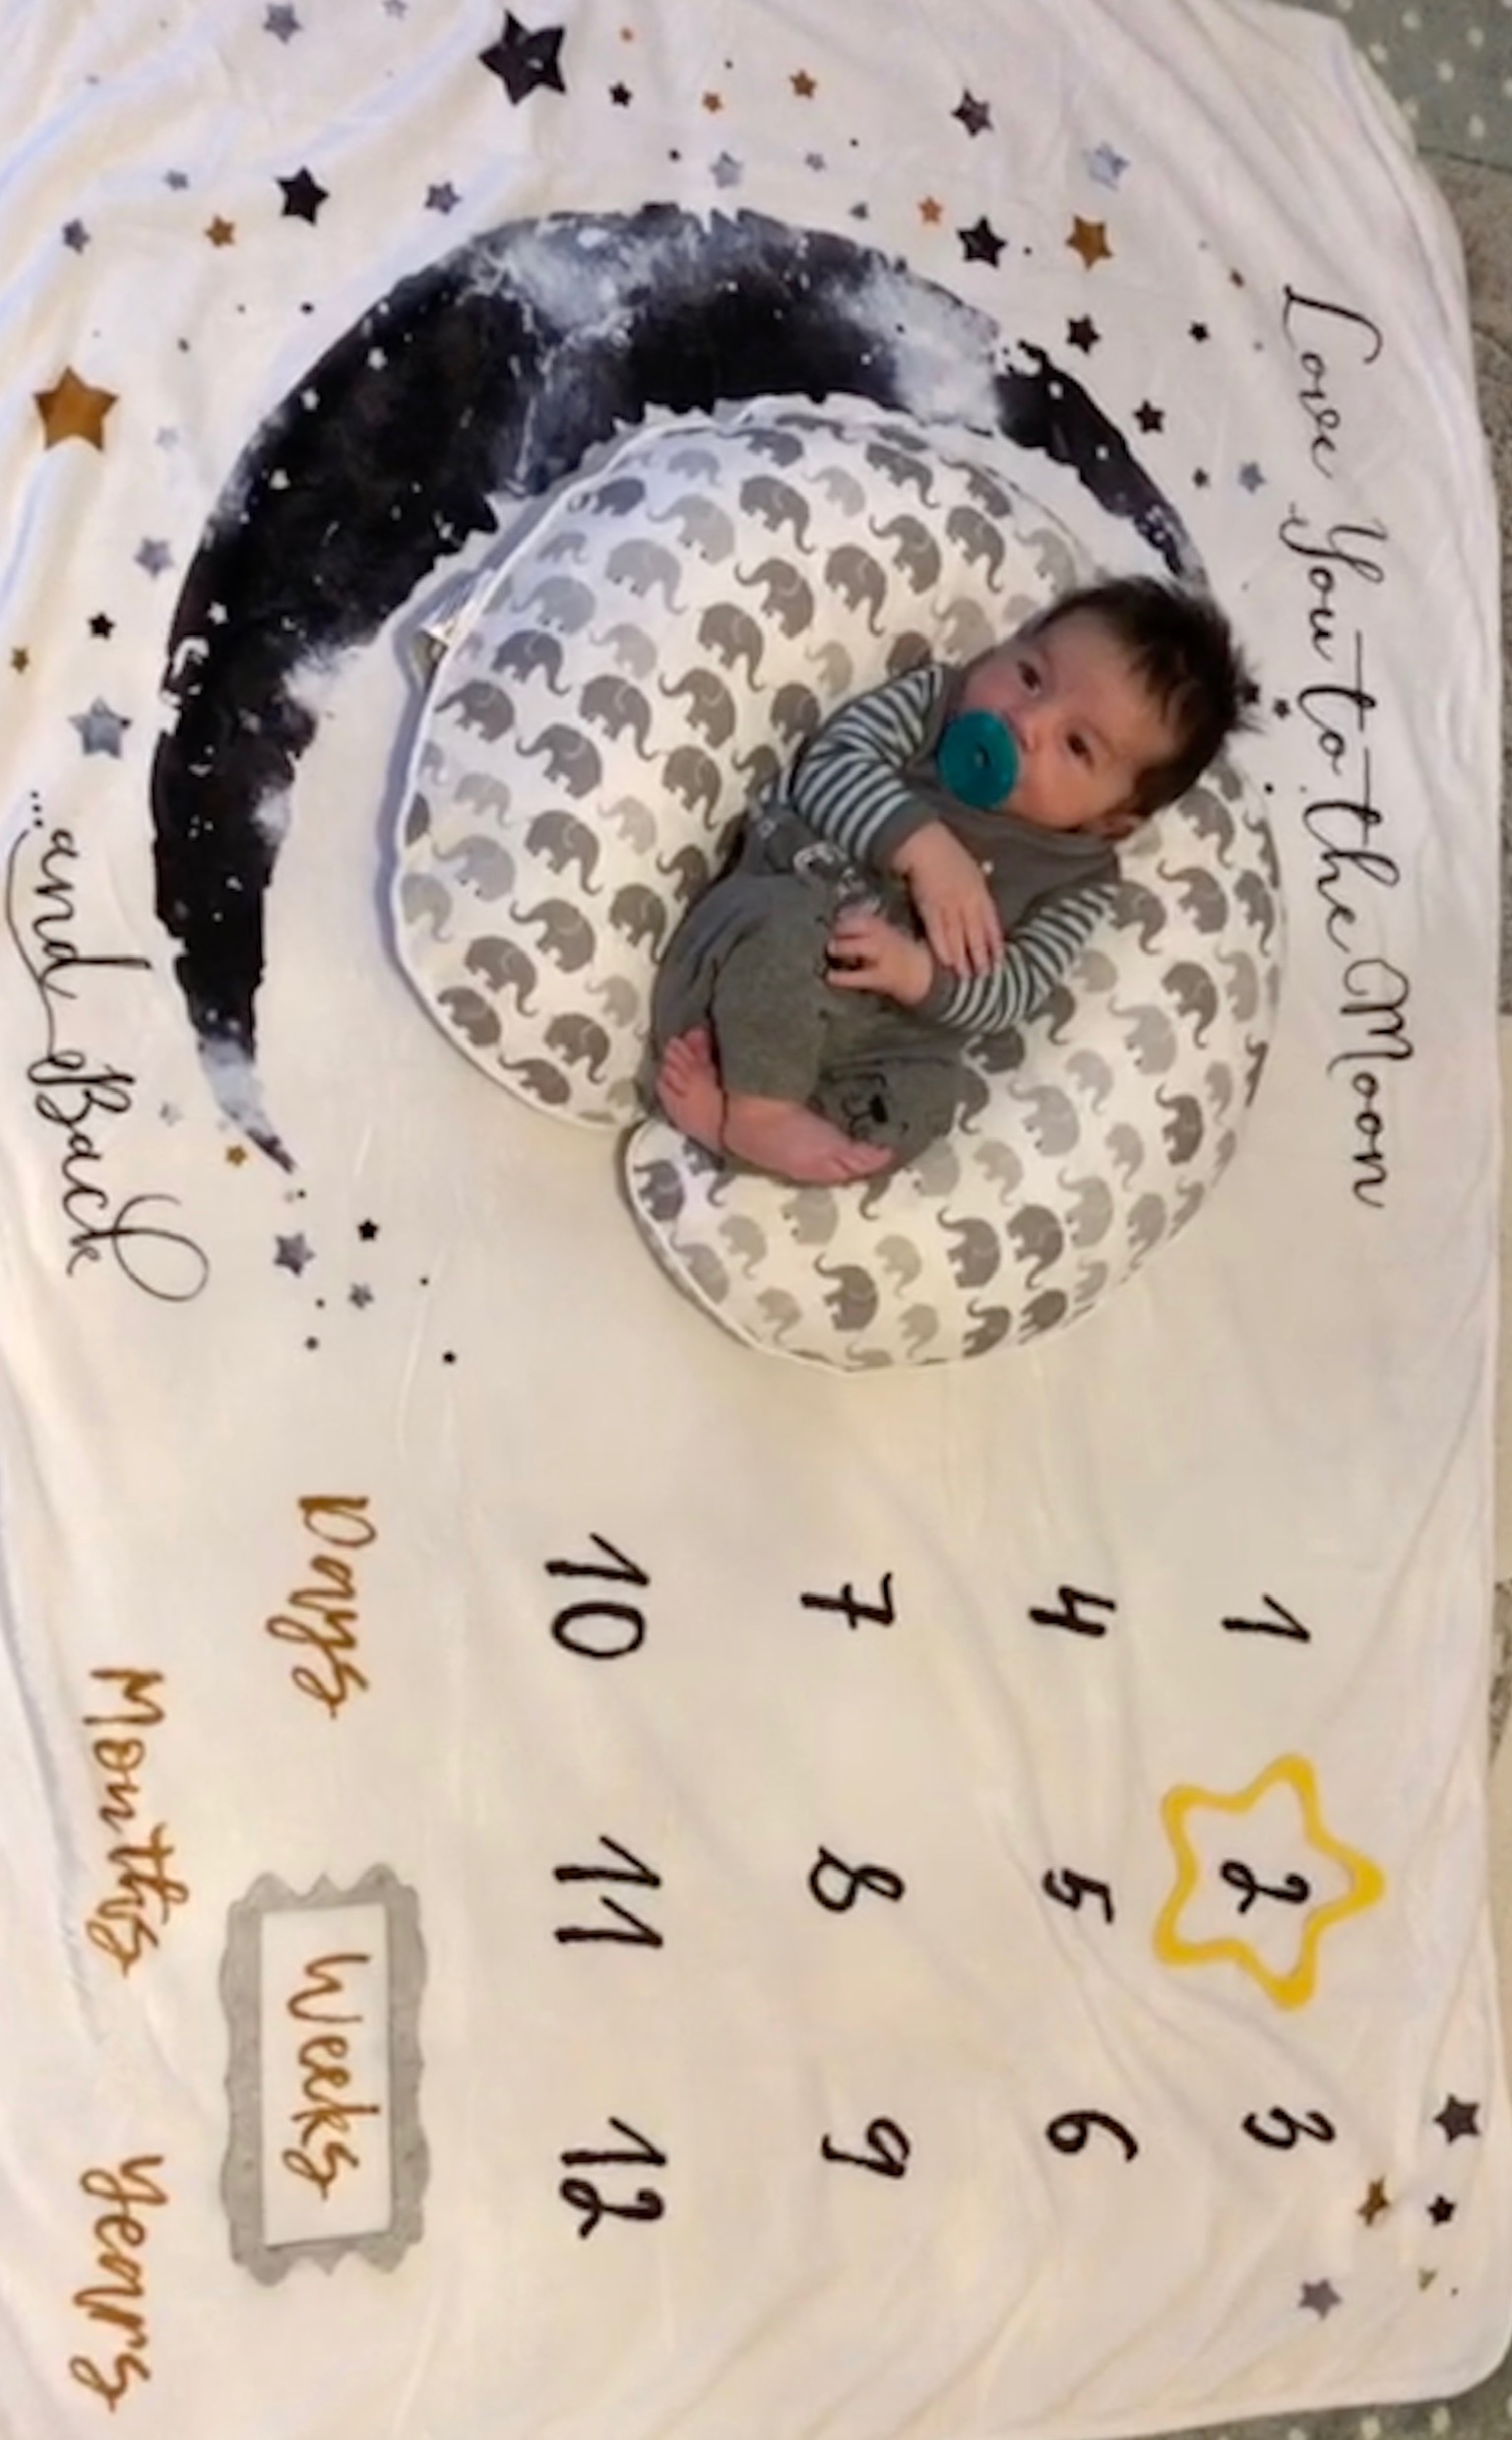 Love You to the Moon
...and Back
1 2 3
4 5 6
7 8 9
10 11 12
Days Weeks
Months Years